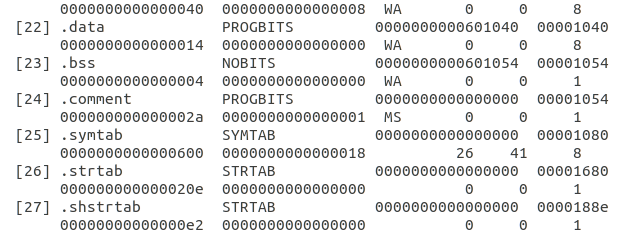 0000000000000040 0000000000000008 WA 0 0 8
[22] .data PROGBITS 0000000000601040 00001040
0000000000000014 0000000000000000 WA 0 0 8
[23] .bss NOBITS 0000000000601054 00001054
0000000000000004 0000000000000000 WA 0 0 1
[24] .comment PROGBITS 0000000000000000 00001054
000000000000002a 0000000000000001 MS 0 0 1
[25] .symtab SYMTAB 0000000000000000 00001080
0000000000000600 0000000000000018 26 41 8
[26] .strtab STRTAB 0000000000000000 00001680
000000000000020e 0000000000000000 0 0 1
[27] .shstrtab STRTAB 0000000000000000 0000188e
00000000000000e2 0000000000000000 0 0 1